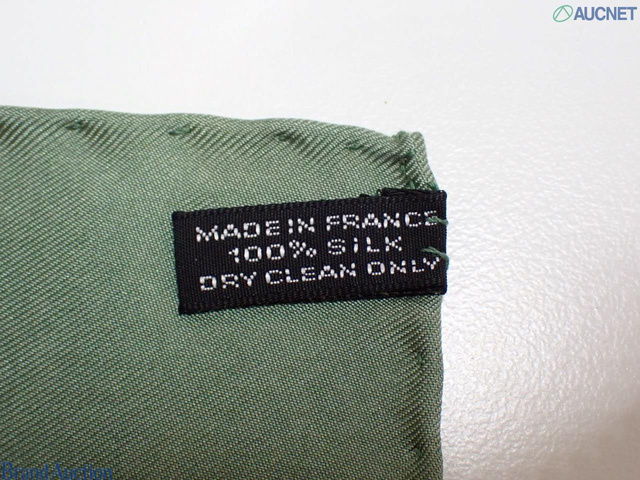 AUCNET
MADE IN FRANCE
100% SiLK
DRY CLEAN ONLY
Brand Auction